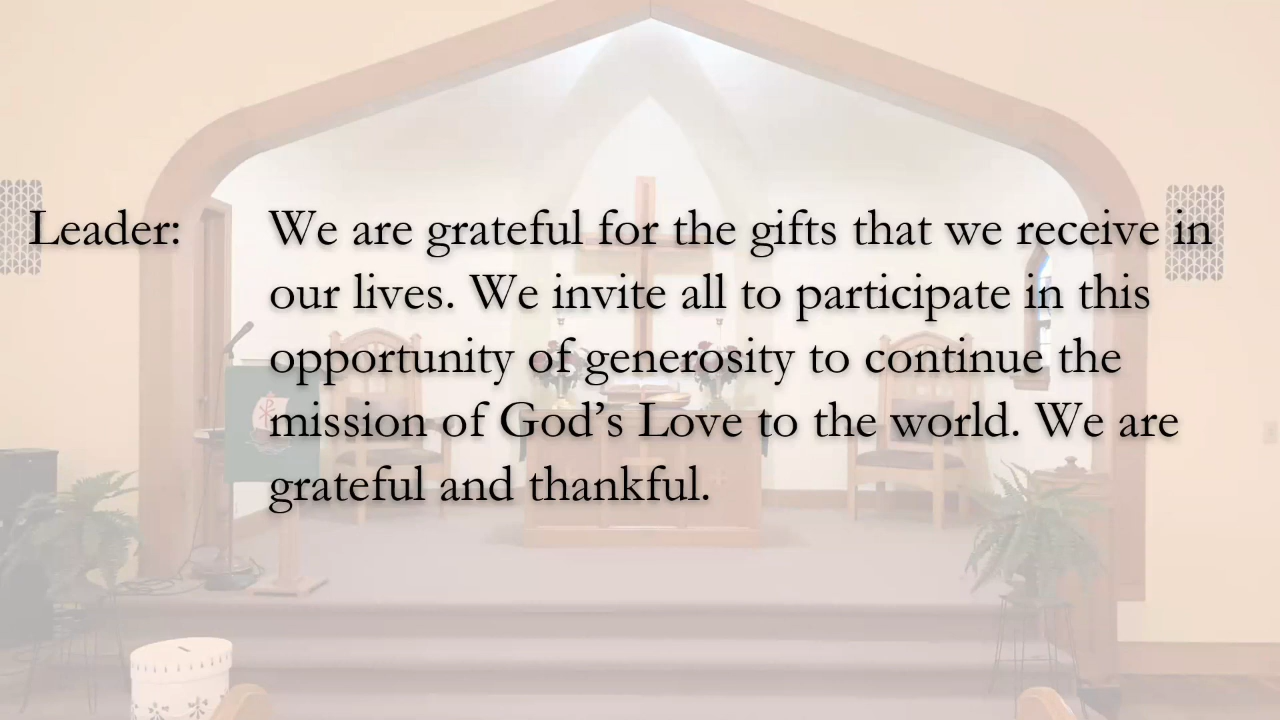 Leader: We are grateful for the gifts that we receive in
our lives. We invite all to participate in this
opportunity of generosity to continue the
mission of God’s Love to the world. We are
grateful and thankful.